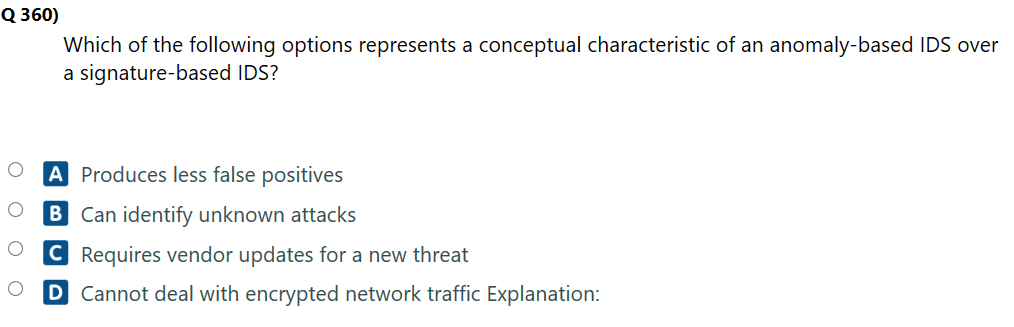 Q 360)
Which of the following options represents a conceptual characteristic of an anomaly-based IDS over
a signature-based IDS?
A Produces less false positives
B Can identify unknown attacks
C Requires vendor updates for a new threat
D Cannot deal with encrypted network traffic Explanation: